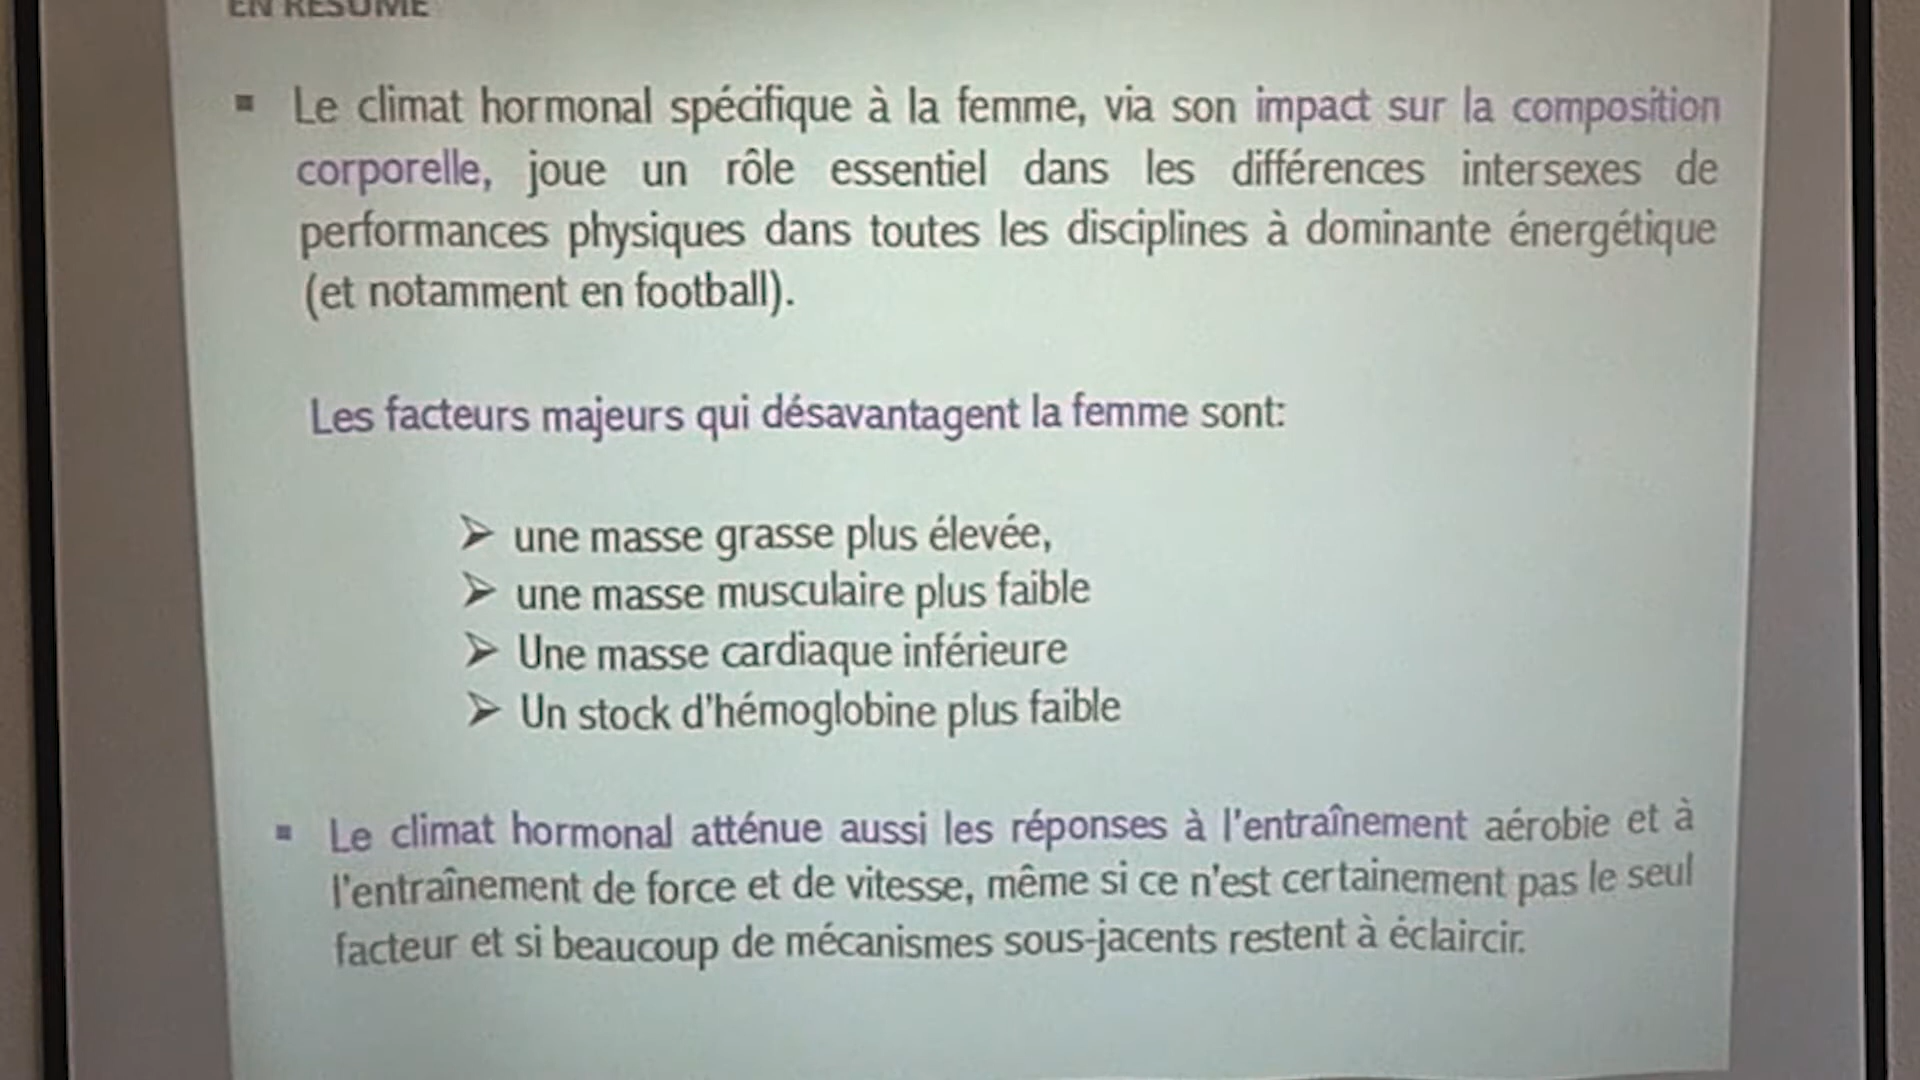 EN RÉSUMÉ
▪ Le climat hormonal spécifique à la femme, via son impact sur la composition
corporelle, joue un rôle essentiel dans les différences intersexes de
performances physiques dans toutes les disciplines à dominante énergétique
(et notamment en football).
Les facteurs majeurs qui désavantagent la femme sont:
➢ une masse grasse plus élevée,
➢ une masse musculaire plus faible
➢ Une masse cardiaque inférieure
➢ Un stock d'hémoglobine plus faible
▪ Le climat hormonal atténue aussi les réponses à l'entraînement aérobie et à
l'entraînement de force et de vitesse, même si ce n'est certainement pas le seul
facteur et si beaucoup de mécanismes sous-jacents restent à éclaircir.